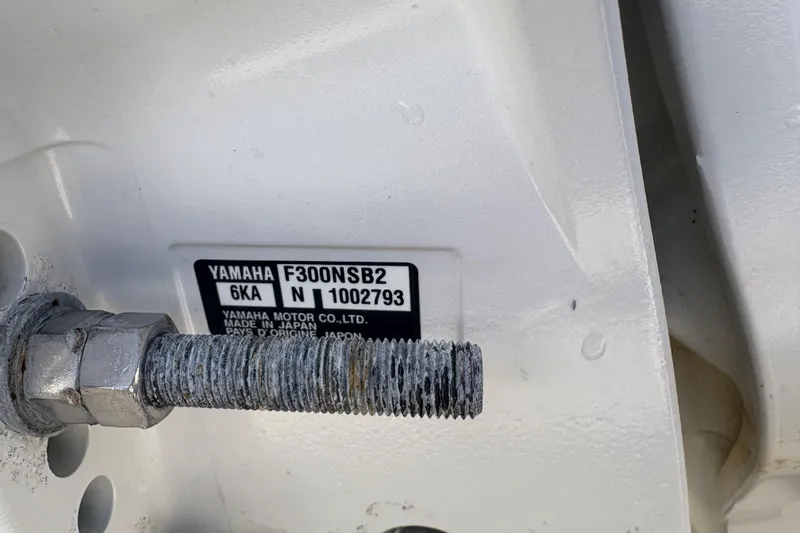 YAMAHA F300NSB2
6KA N 1002793
YAMAHA MOTOR CO.,LTD.
MADE IN JAPAN
PAYS D'ORIGINE JAPON